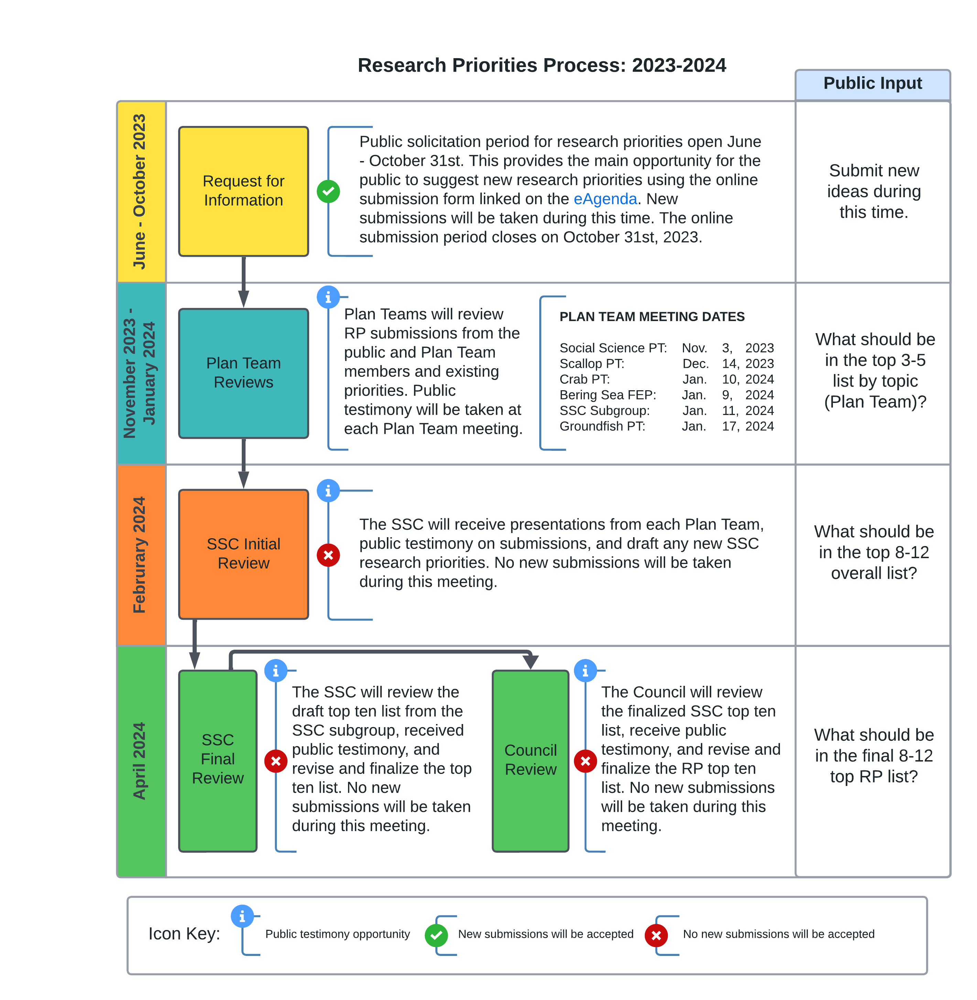 Research Priorities Process: 2023-2024
Public Input
June - October 2023
Request for
Information
Public solicitation period for research priorities open June
- October 31st. This provides the main opportunity for the
public to suggest new research priorities using the online
submission form linked on the eAgenda. New
submissions will be taken during this time. The online
submission period closes on October 31st, 2023.
Submit new
ideas during
this time.
November 2023 -
January 2024
Plan Team
Reviews
Plan Teams will review
RP submissions from the
public and Plan Team
members and existing
priorities. Public
testimony will be taken at
each Plan Team meeting.
PLAN TEAM MEETING DATES
Social Science PT: Nov. 3, 2023
Scallop PT: Dec. 14, 2023
Crab PT: Jan. 10, 2024
Bering Sea FEP: Jan. 9, 2024
SSC Subgroup: Jan. 11, 2024
Groundfish PT: Jan. 17, 2024
What should be
in the top 3-5
list by topic
(Plan Team)?
Februrary 2024
SSC Initial
Review
The SSC will receive presentations from each Plan Team,
public testimony on submissions, and draft any new SSC
research priorities. No new submissions will be taken
during this meeting.
What should be
in the top 8-12
overall list?
April 2024
SSC
Final
Review
The SSC will review the
draft top ten list from the
SSC subgroup, received
public testimony, and
revise and finalize the top
ten list. No new
submissions will be taken
during this meeting.
Council
Review
The Council will review
the finalized SSC top ten
list, receive public
testimony, and revise and
finalize the RP top ten
list. No new submissions
will be taken during this
meeting.
What should be
in the final 8-12
top RP list?
Icon Key:
Public testimony opportunity
New submissions will be accepted
No new submissions will be accepted